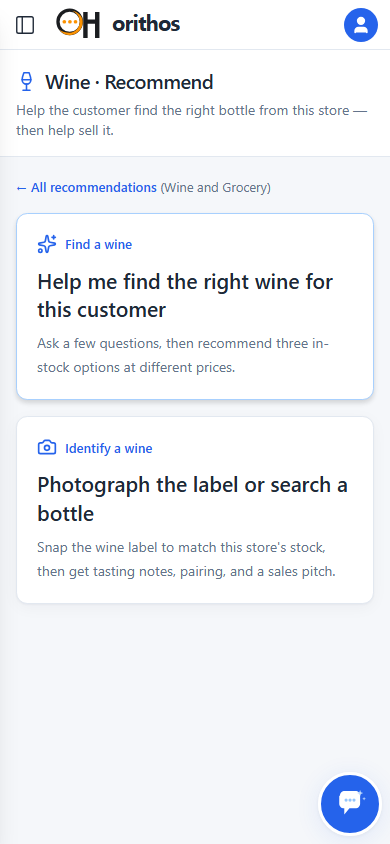 OH orithos
Wine · Recommend
Help the customer find the right bottle from this store —
then help sell it.
← All recommendations (Wine and Grocery)
Find a wine
Help me find the right wine for
this customer
Ask a few questions, then recommend three in-
stock options at different prices.
Identify a wine
Photograph the label or search a
bottle
Snap the wine label to match this store's stock,
then get tasting notes, pairing, and a sales pitch.